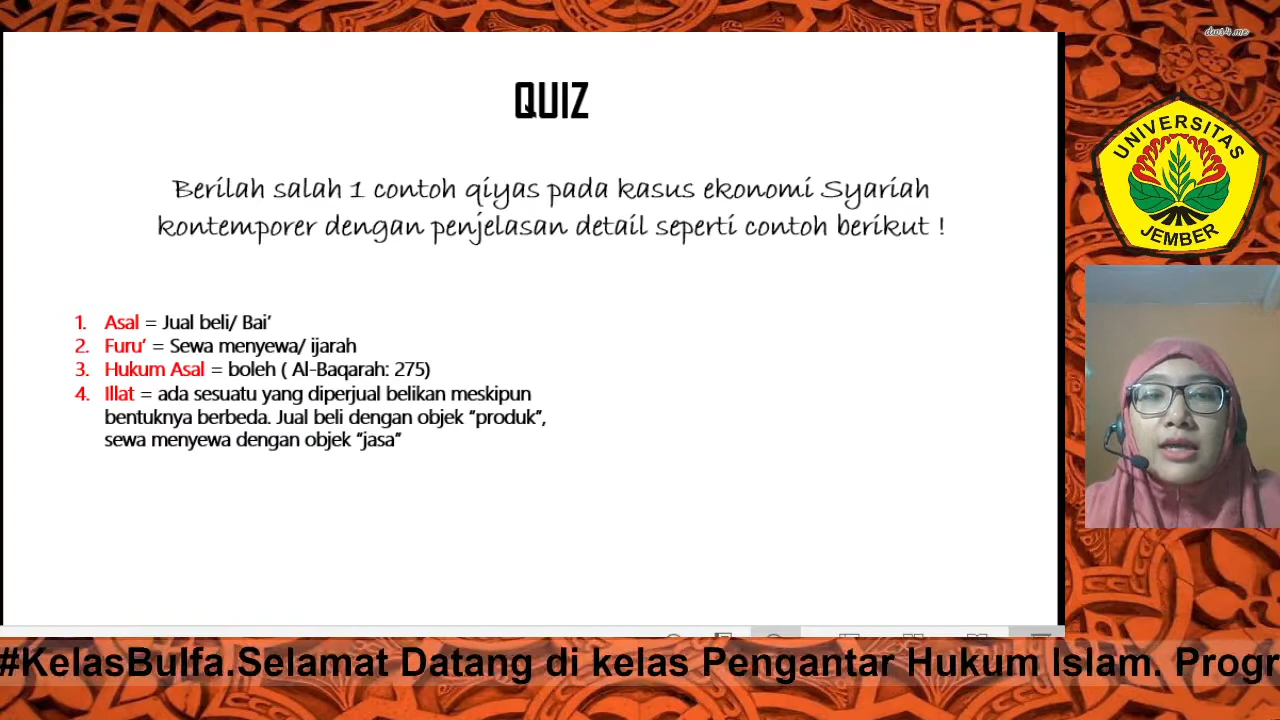 dws4.me
QUIZ
Berilah salah 1 contoh qiyas pada kasus ekonomi Syariah
kontemporer dengan penjelasan detail seperti contoh berikut !
1. Asal = Jual beli/ Bai'
2. Furu' = Sewa menyewa/ ijarah
3. Hukum Asal = boleh ( Al-Baqarah: 275)
4. Illat = ada sesuatu yang diperjual belikan meskipun
bentuknya berbeda. Jual beli dengan objek “produk”,
sewa menyewa dengan objek “jasa”
UNIVERSITAS
JEMBER
#KelasBulfa.Selamat Datang di kelas Pengantar Hukum Islam. Progr